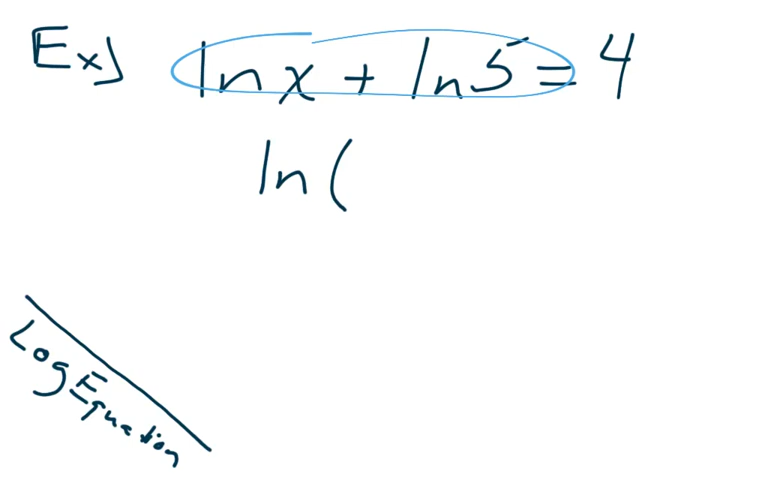 Ex) ln x + ln 5 = 4
ln (
Log Equation